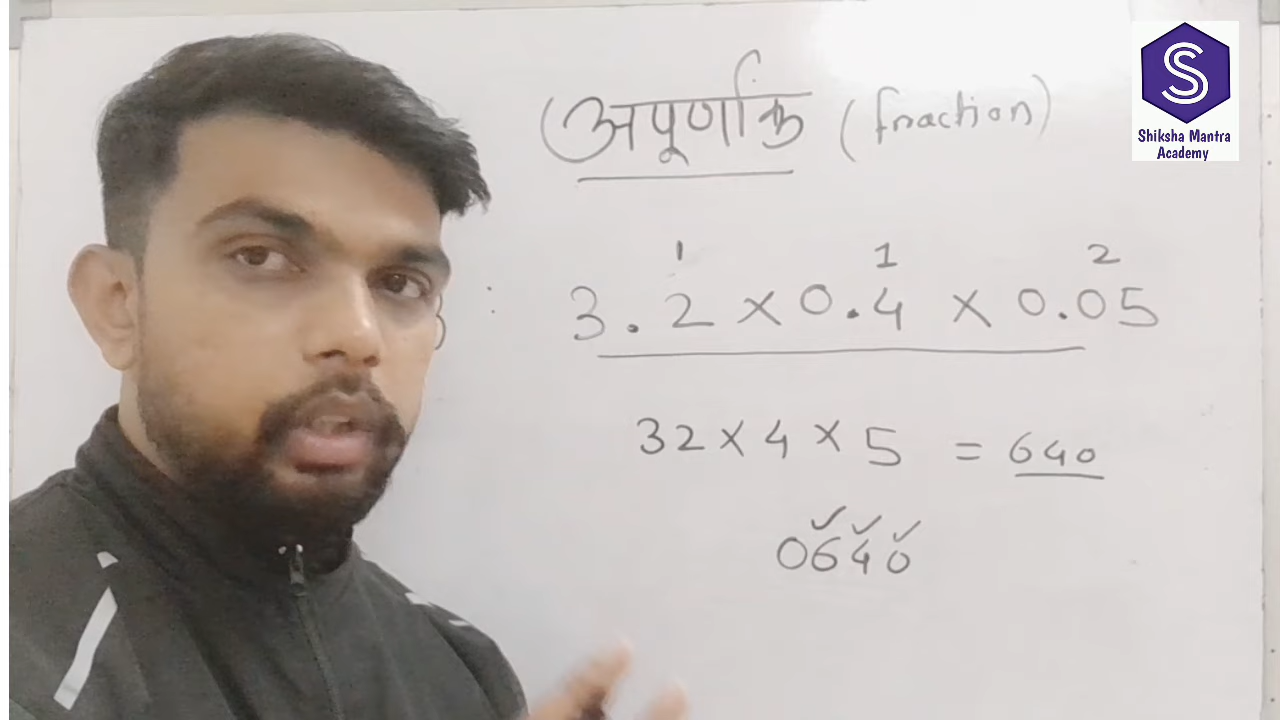 (अपूर्णांक (fraction)
S
Shiksha Mantra
Academy
1 1 2
3.2 × 0.4 × 0.05
32 × 4 × 5 = 640
0640